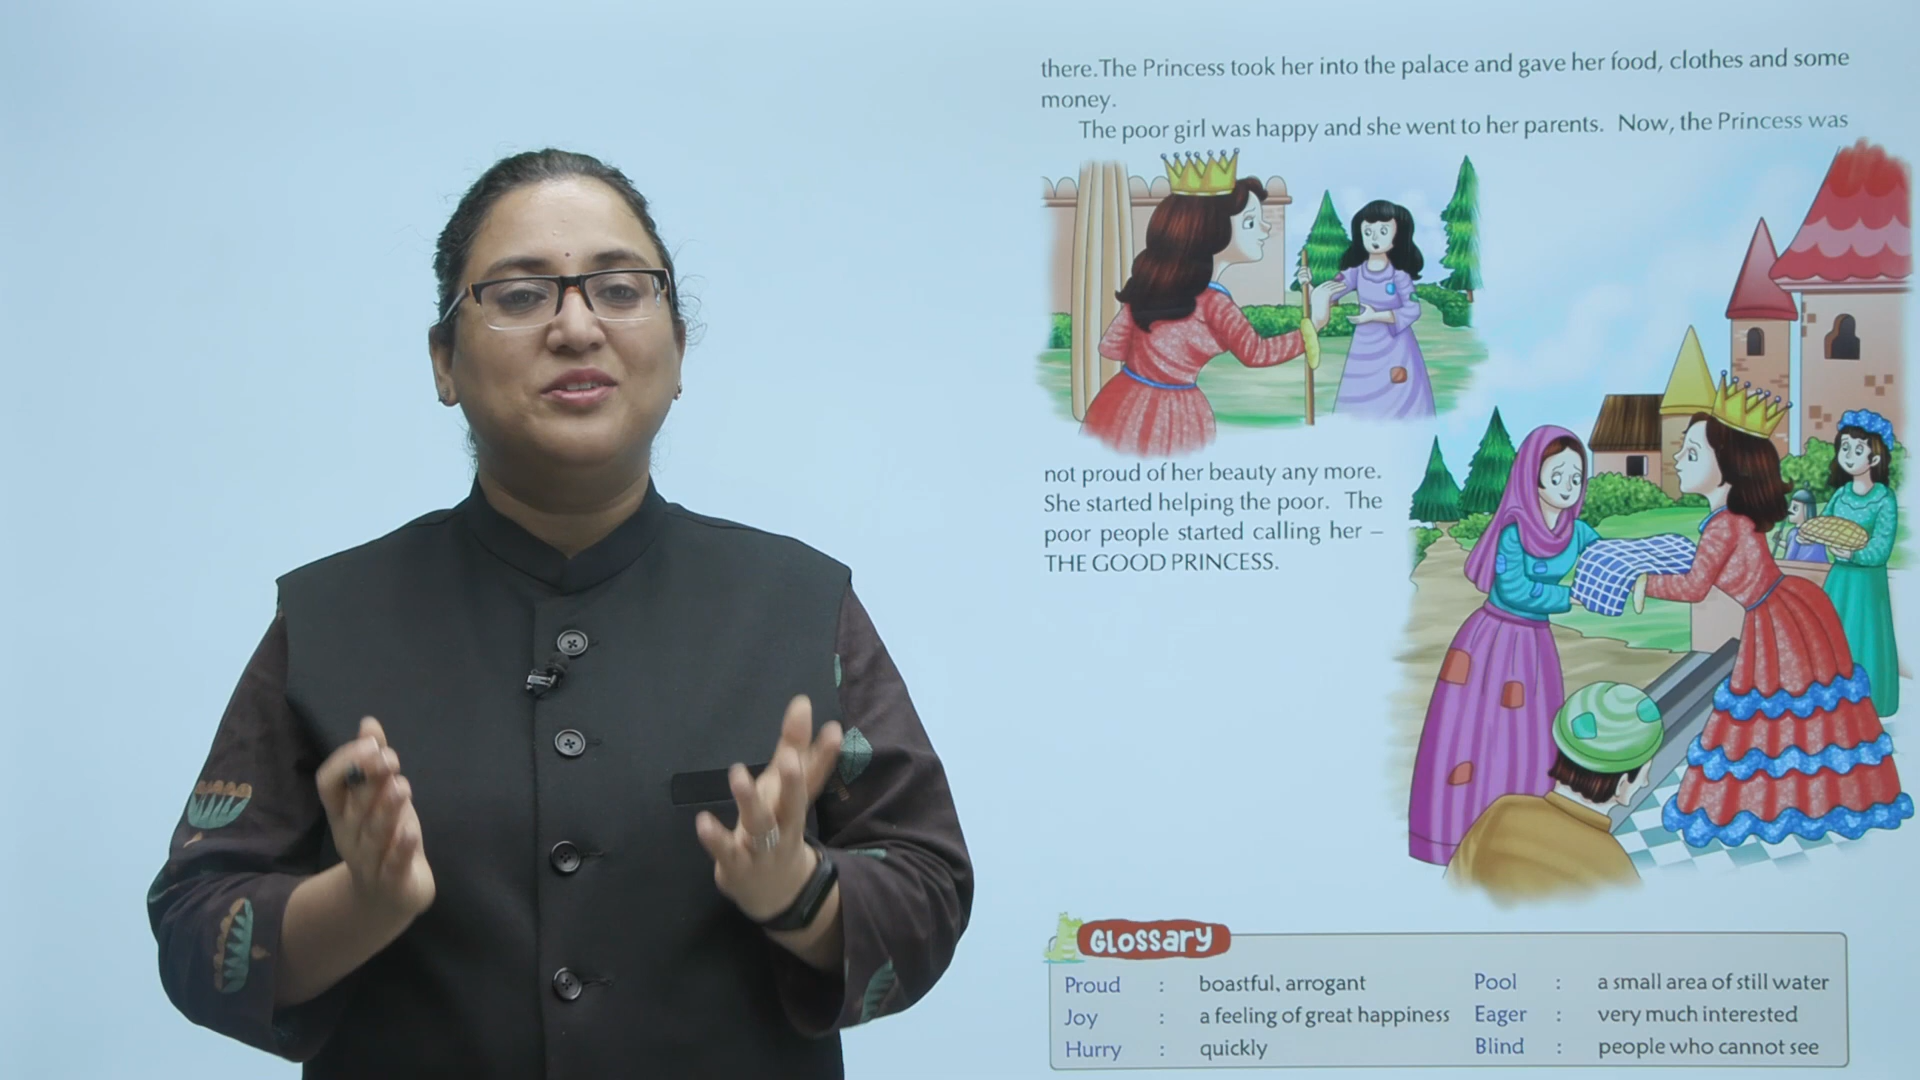 there.The Princess took her into the palace and gave her food, clothes and some
money.
The poor girl was happy and she went to her parents. Now, the Princess was
not proud of her beauty any more.
She started helping the poor. The
poor people started calling her –
THE GOOD PRINCESS.
Glossary
Proud : boastful, arrogant
Joy : a feeling of great happiness
Hurry : quickly
Pool : a small area of still water
Eager : very much interested
Blind : people who cannot see